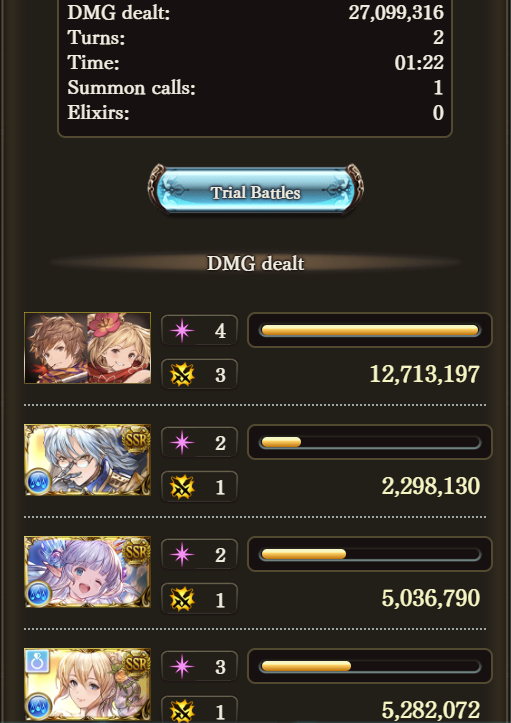 DMG dealt: 27,099,316
Turns: 2
Time: 01:22
Summon calls: 1
Elixirs: 0
Trial Battles
DMG dealt
4
3
12,713,197
SSR
2
1
2,298,130
SSR
2
1
5,036,790
SSR
3
1
5,282,072